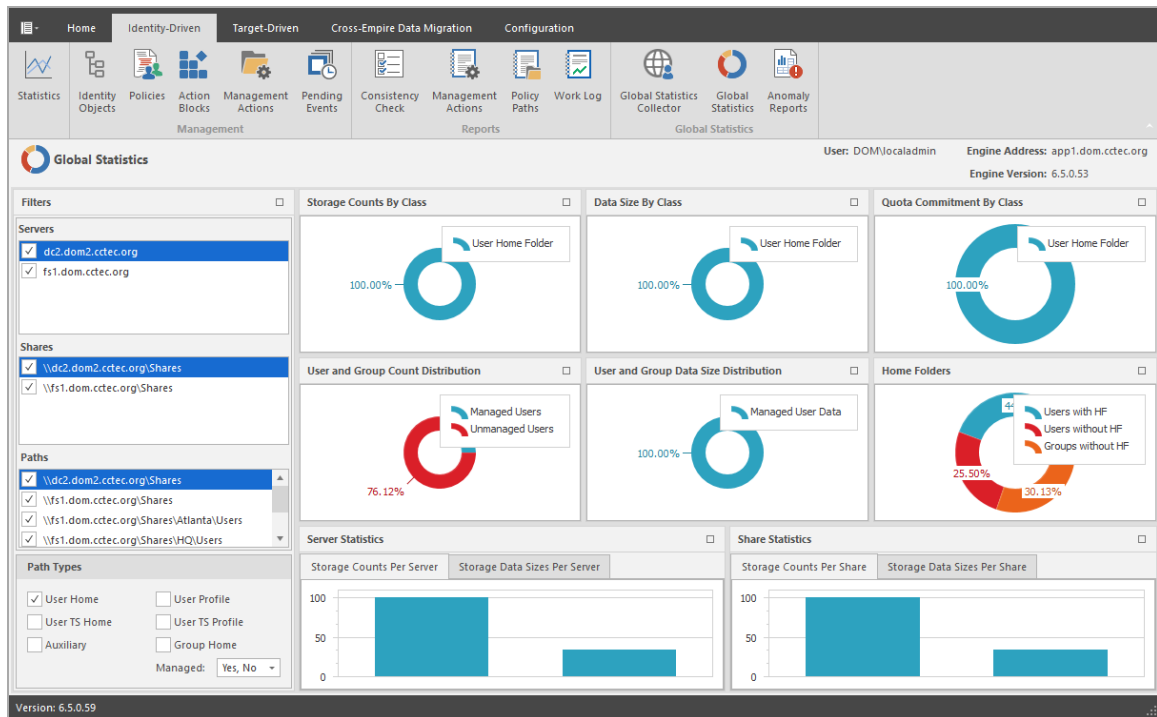 Home Identity-Driven Target-Driven Cross-Empire Data Migration Configuration
Statistics
Identity Objects
Policies
Action Blocks
Management Actions
Pending Events
Management
Consistency Check
Management Actions
Policy Paths
Work Log
Reports
Global Statistics Collector
Global Statistics
Anomaly Reports
Global Statistics
Global Statistics
User: DOM\localadmin
Engine Address: app1.dom.cctec.org
Engine Version: 6.5.0.53
Filters
Servers
dc2.dom2.cctec.org
fs1.dom.cctec.org
Shares
\\dc2.dom2.cctec.org\Shares
\\fs1.dom.cctec.org\Shares
Paths
\\dc2.dom2.cctec.org\Shares
\\fs1.dom.cctec.org\Shares
\\fs1.dom.cctec.org\Shares\Atlanta\Users
\\fs1.dom.cctec.org\Shares\HQ\Users
Path Types
User Home User Profile
User TS Home User TS Profile
Auxiliary Group Home
Managed: Yes, No
Storage Counts By Class
User Home Folder
100.00%
Data Size By Class
User Home Folder
100.00%
Quota Commitment By Class
User Home Folder
100.00%
User and Group Count Distribution
Managed Users
Unmanaged Users
76.12%
User and Group Data Size Distribution
Managed User Data
100.00%
Home Folders
Users with HF
Users without HF
Groups without HF
25.50%
30.13%
Server Statistics
Storage Counts Per Server Storage Data Sizes Per Server
100
50
0
Share Statistics
Storage Counts Per Share Storage Data Sizes Per Share
100
50
0
Version: 6.5.0.59